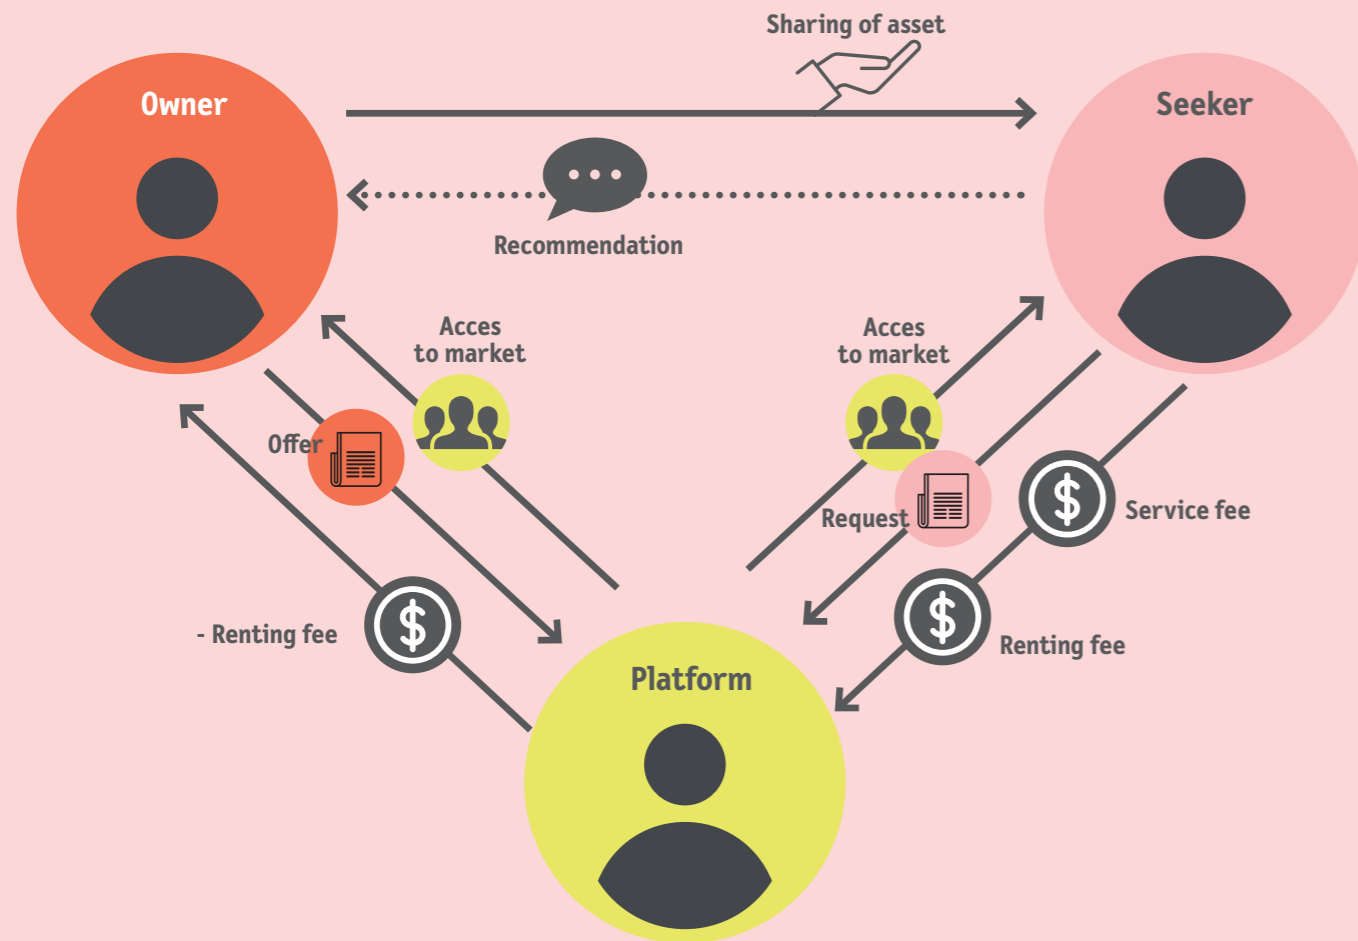 Sharing of asset
Owner
Seeker
Recommendation
Acces
to market
Acces
to market
Offer
Request
Service fee
- Renting fee
Renting fee
Platform
$
$
$